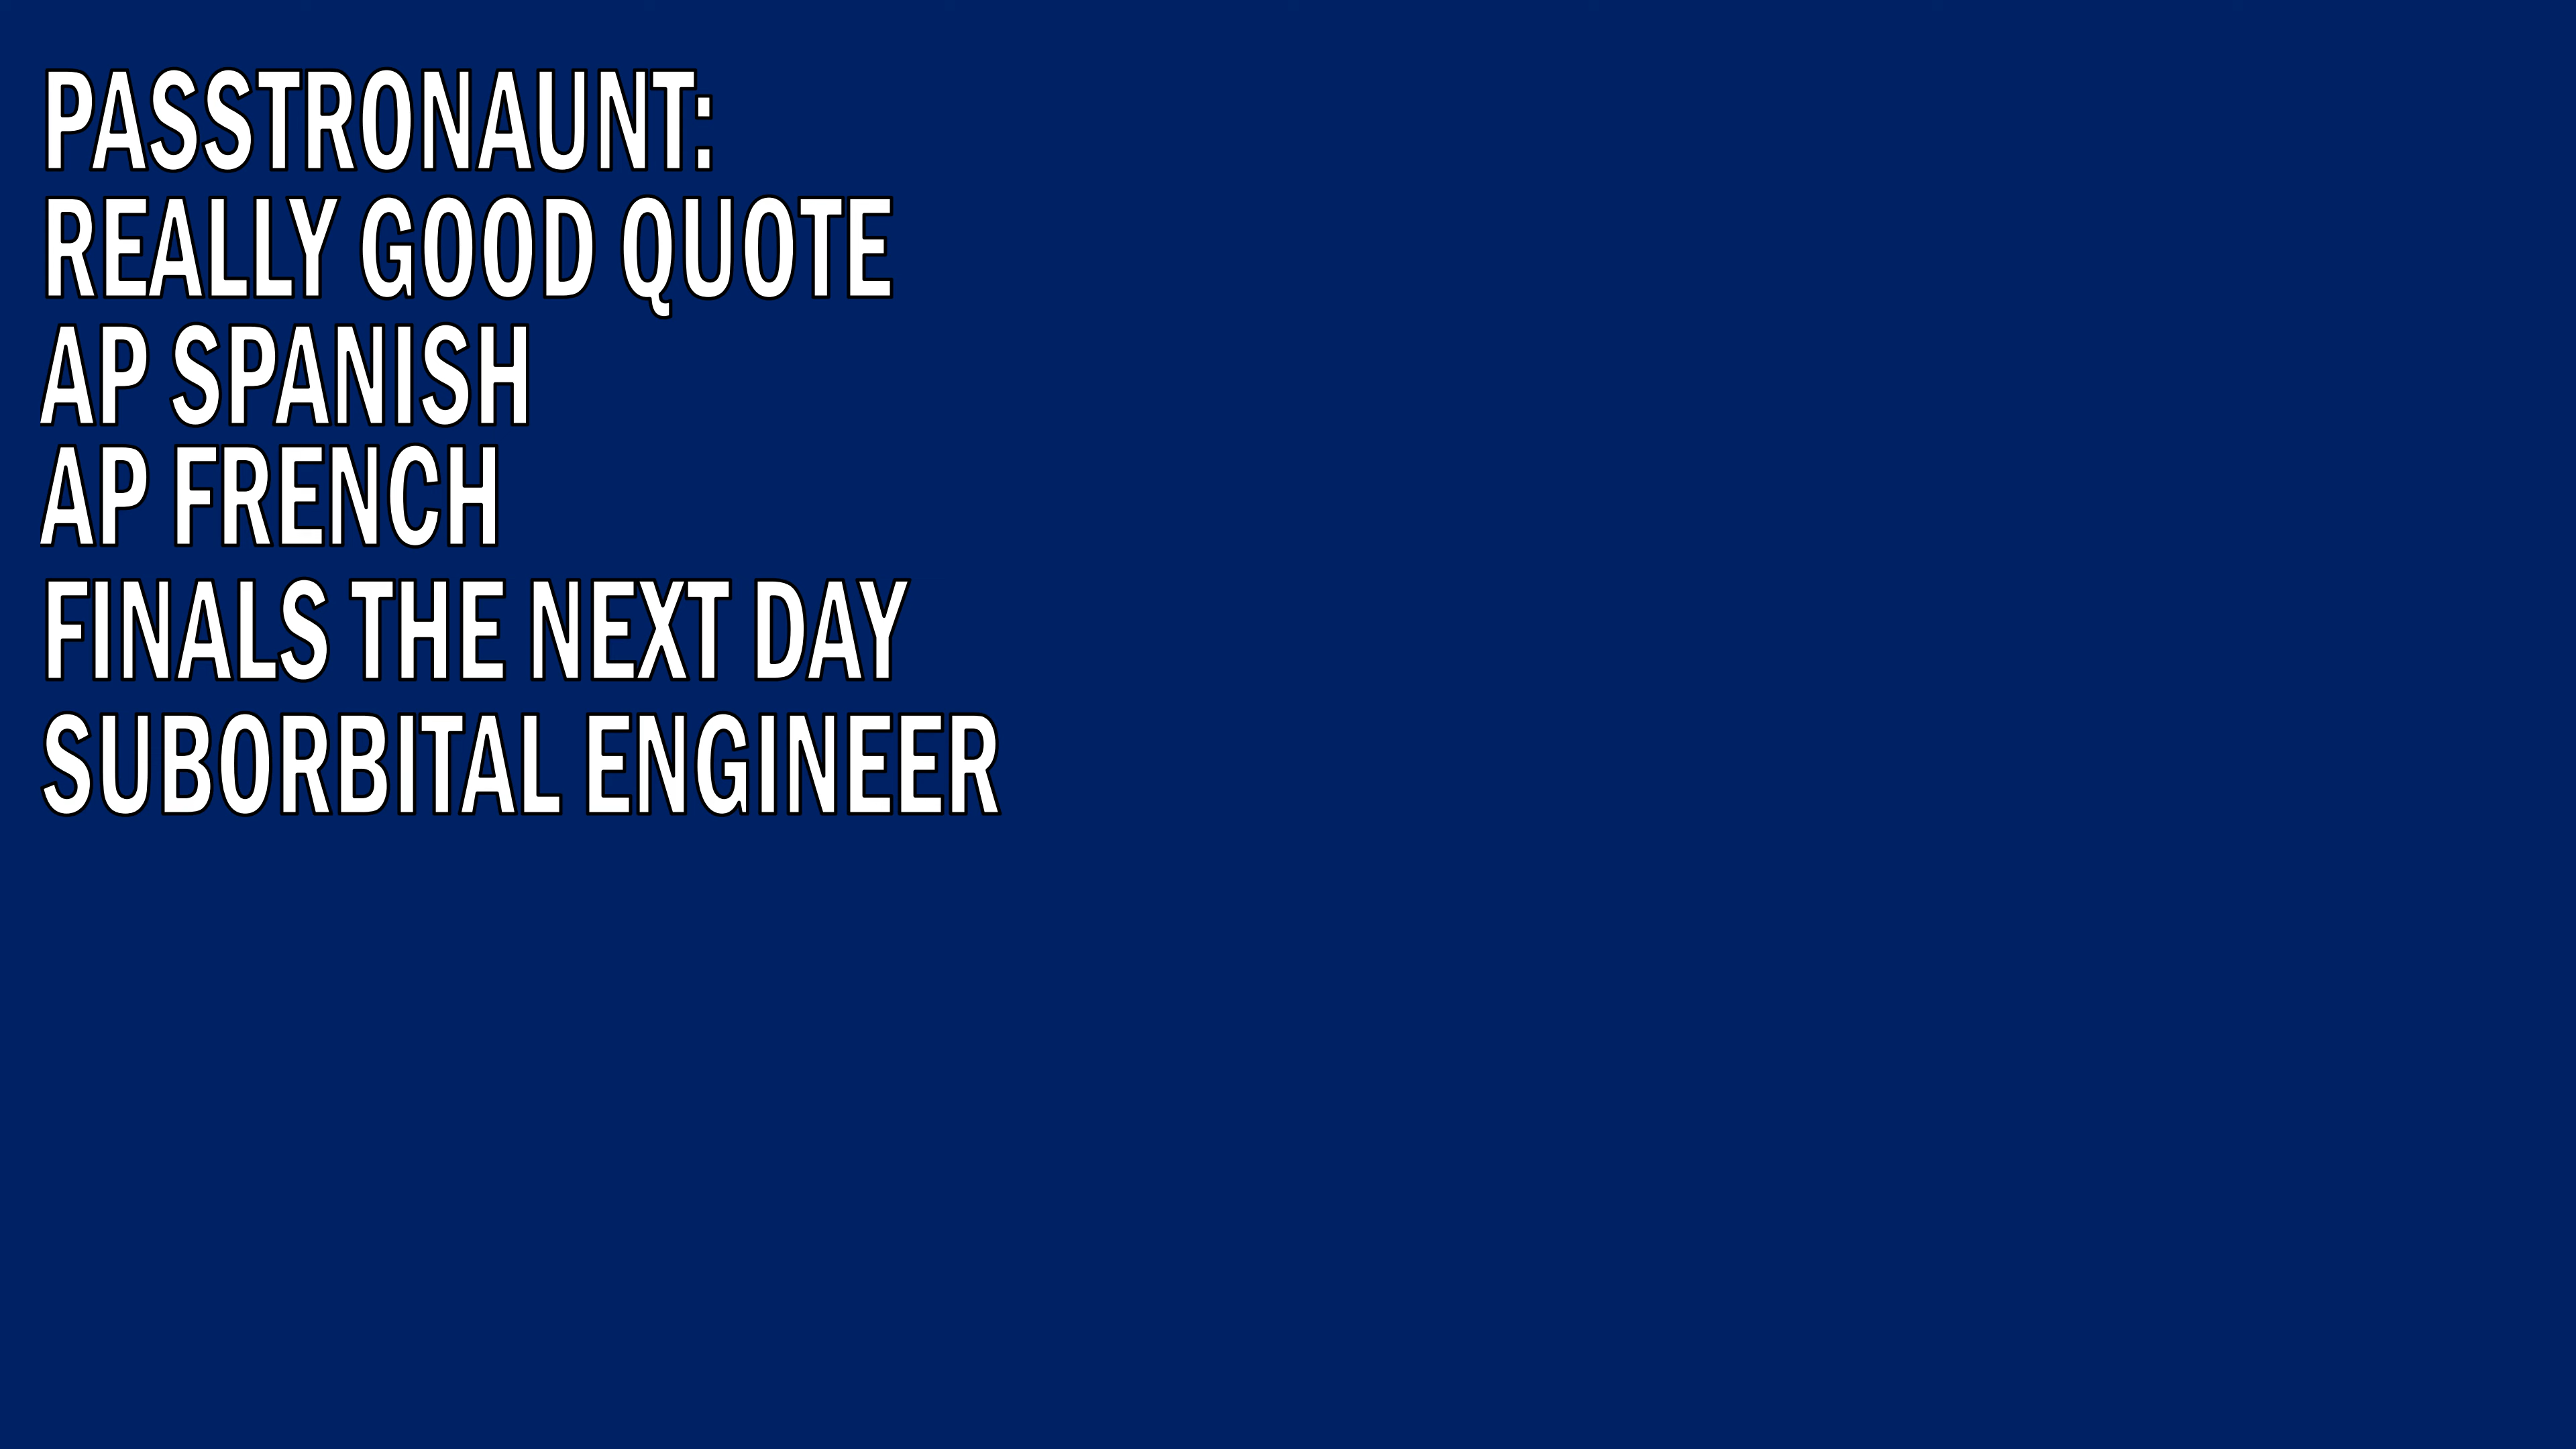 PASSTRONAUNT:
REALLY GOOD QUOTE
AP SPANISH
AP FRENCH
FINALS THE NEXT DAY
SUBORBITAL ENGINEER